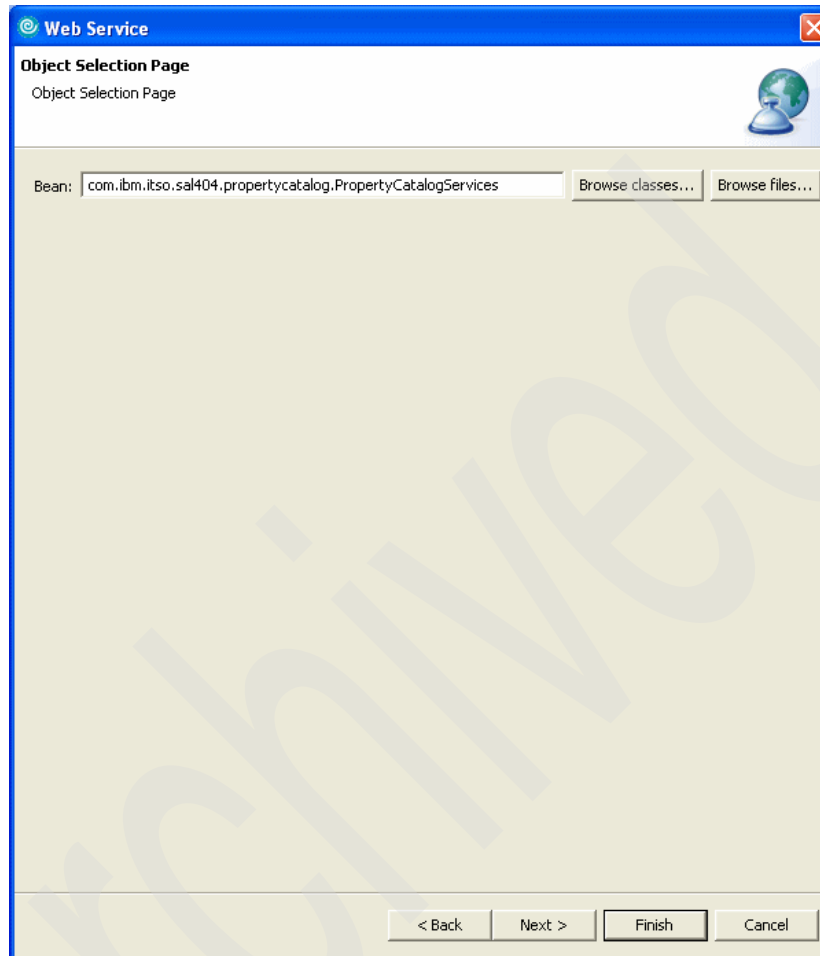 Web Service
Object Selection Page
Object Selection Page
Bean: com.ibm.itso.sal404.propertycatalog.PropertyCatalogServices Browse classes... Browse files...
< Back Next > Finish Cancel
rchived